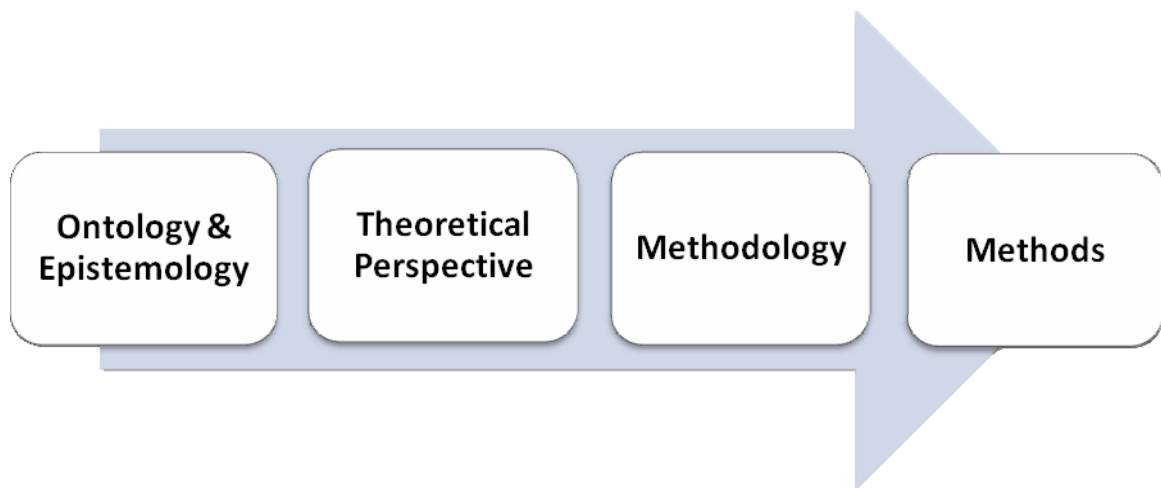 Ontology &
Epistemology
Theoretical
Perspective
Methodology
Methods